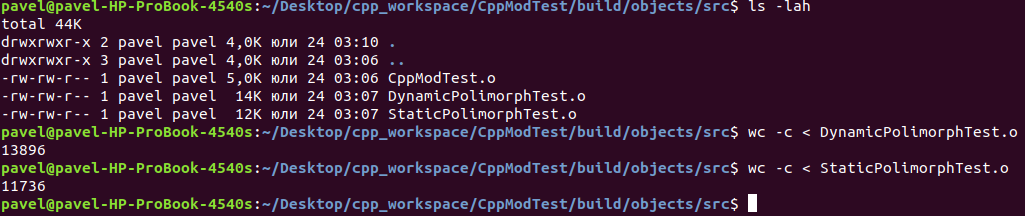 pavel@pavel-HP-ProBook-4540s:~/Desktop/cpp_workspace/CppModTest/build/objects/src$ ls -lah
total 44K
drwxrwxr-x 2 pavel pavel 4,0K юли 24 03:10 .
drwxrwxr-x 3 pavel pavel 4,0K юли 24 03:06 ..
-rw-rw-r-- 1 pavel pavel 5,0K юли 24 03:06 CppModTest.o
-rw-rw-r-- 1 pavel pavel  14K юли 24 03:07 DynamicPolimorphTest.o
-rw-rw-r-- 1 pavel pavel  12K юли 24 03:07 StaticPolimorphTest.o
pavel@pavel-HP-ProBook-4540s:~/Desktop/cpp_workspace/CppModTest/build/objects/src$ wc -c < DynamicPolimorphTest.o
13896
pavel@pavel-HP-ProBook-4540s:~/Desktop/cpp_workspace/CppModTest/build/objects/src$ wc -c < StaticPolimorphTest.o
11736
pavel@pavel-HP-ProBook-4540s:~/Desktop/cpp_workspace/CppModTest/build/objects/src$